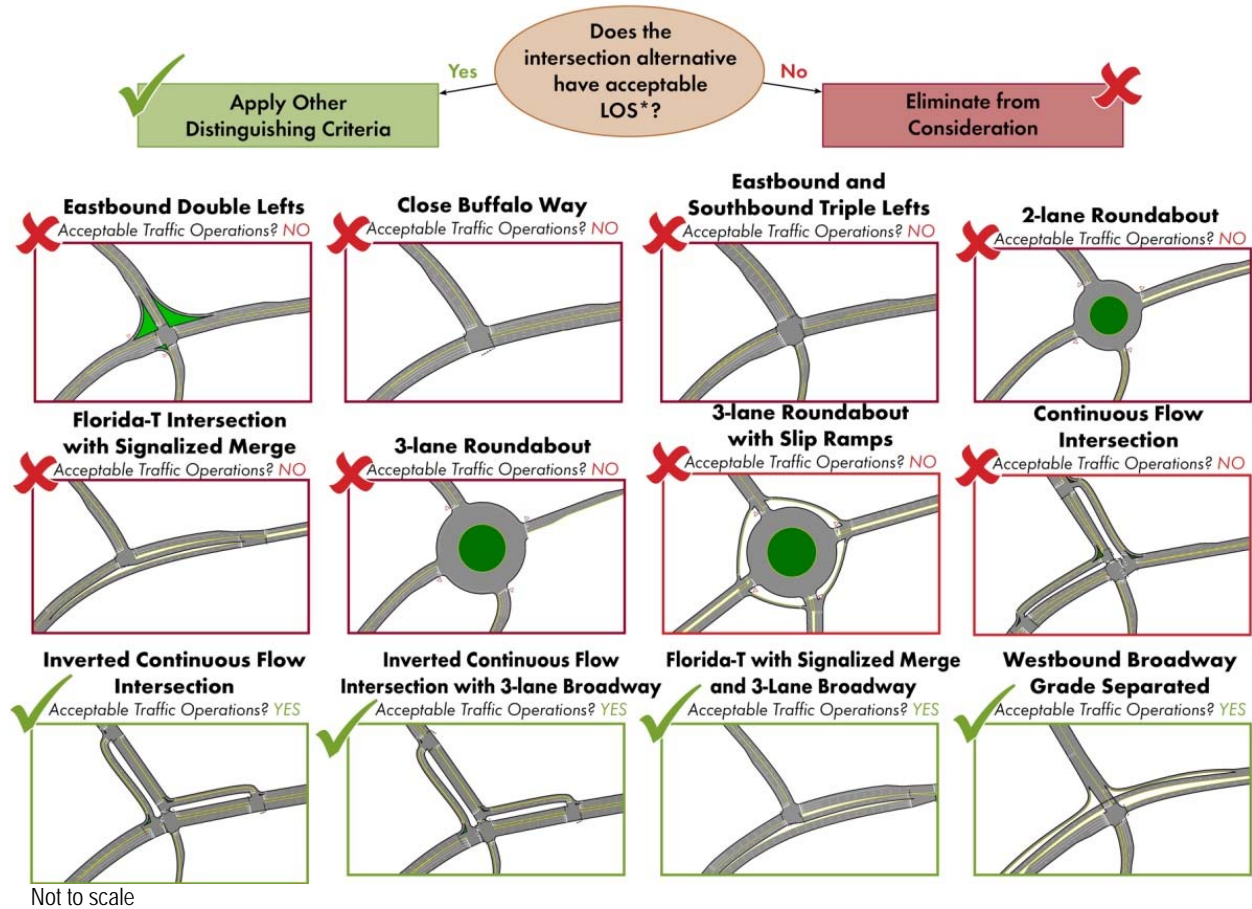 Does the
intersection alternative
have acceptable
LOS*?
Yes
No
Apply Other
Distinguishing Criteria
Eliminate from
Consideration
Eastbound Double Lefts
Acceptable Traffic Operations? NO
Close Buffalo Way
Acceptable Traffic Operations? NO
Eastbound and
Southbound Triple Lefts
Acceptable Traffic Operations? NO
2-lane Roundabout
Acceptable Traffic Operations? NO
Florida-T Intersection
with Signalized Merge
Acceptable Traffic Operations? NO
3-lane Roundabout
Acceptable Traffic Operations? NO
3-lane Roundabout
with Slip Ramps
Acceptable Traffic Operations? NO
Continuous Flow
Intersection
Acceptable Traffic Operations? NO
Inverted Continuous Flow
Intersection
Acceptable Traffic Operations? YES
Inverted Continuous Flow
Intersection with 3-lane Broadway
Acceptable Traffic Operations? YES
Florida-T with Signalized Merge
and 3-Lane Broadway
Acceptable Traffic Operations? YES
Westbound Broadway
Grade Separated
Acceptable Traffic Operations? YES
Not to scale